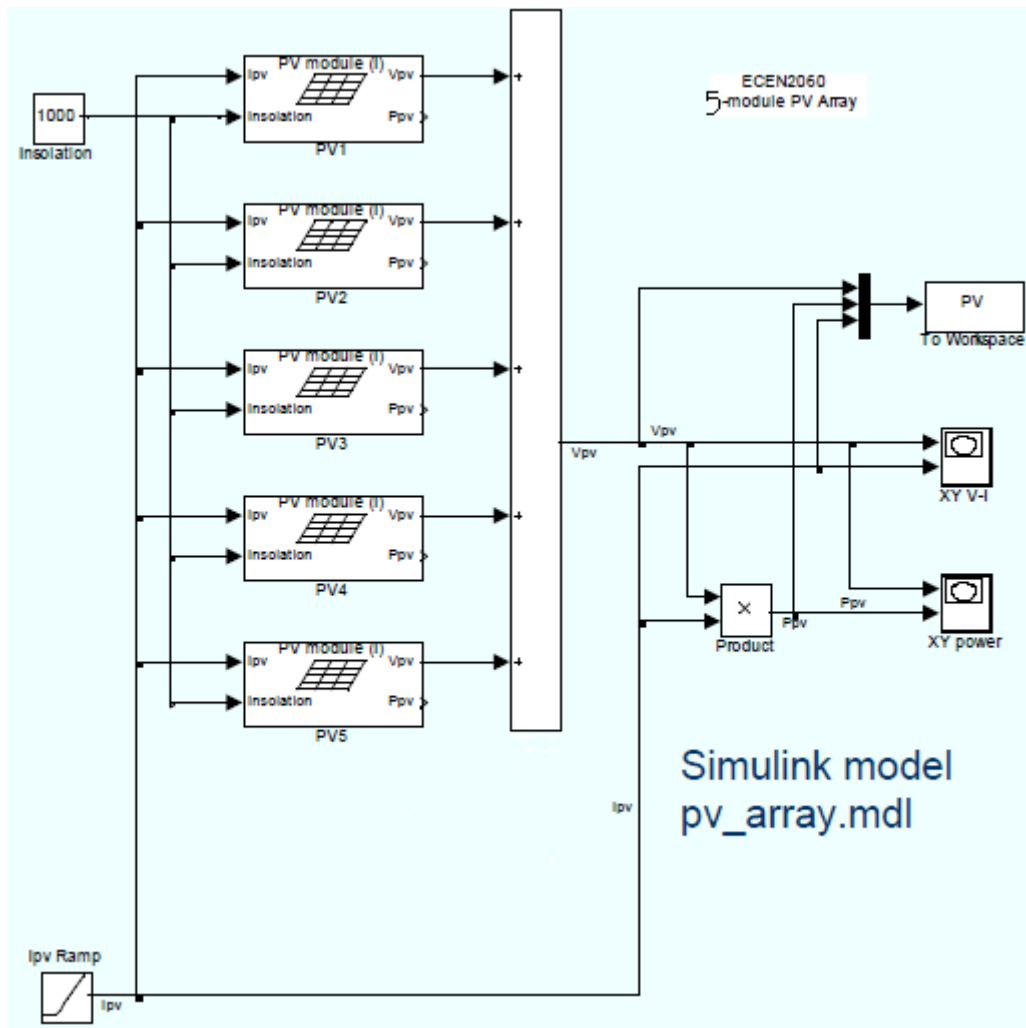 PV module (I)
Ipv
Vpv
+
Insolation
Ppv
PV1
1000
Insolation
ECEN2060
5-module PV Array
PV module (I)
Ipv
Vpv
+
Insolation
Ppv
PV2
PV
To Workspace
PV module (I)
Ipv
Vpv
+
Insolation
Ppv
PV3
Vpv
Vpv
XY V-I
PV module (I)
Ipv
Vpv
+
Insolation
Ppv
PV4
×
Product
Ppv
Ppv
XY power
PV module (I)
Ipv
Vpv
+
Insolation
Ppv
PV5
Simulink model
pv_array.mdl
Ipv
Ipv Ramp
Ipv